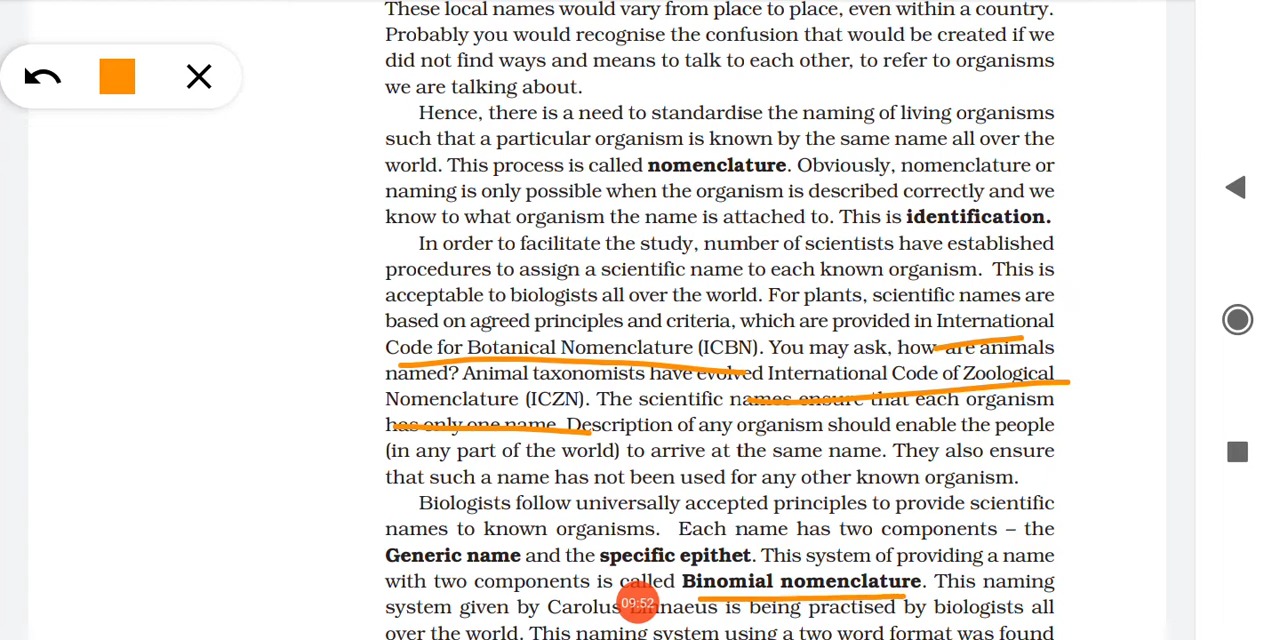 These local names would vary from place to place, even within a country.
Probably you would recognise the confusion that would be created if we
did not find ways and means to talk to each other, to refer to organisms
we are talking about.
Hence, there is a need to standardise the naming of living organisms
such that a particular organism is known by the same name all over the
world. This process is called nomenclature. Obviously, nomenclature or
naming is only possible when the organism is described correctly and we
know to what organism the name is attached to. This is identification.
In order to facilitate the study, number of scientists have established
procedures to assign a scientific name to each known organism. This is
acceptable to biologists all over the world. For plants, scientific names are
based on agreed principles and criteria, which are provided in International
Code for Botanical Nomenclature (ICBN). You may ask, how are animals
named? Animal taxonomists have evolved International Code of Zoological
Nomenclature (ICZN). The scientific names ensure that each organism
has only one name. Description of any organism should enable the people
(in any part of the world) to arrive at the same name. They also ensure
that such a name has not been used for any other known organism.
Biologists follow universally accepted principles to provide scientific
names to known organisms. Each name has two components – the
Generic name and the specific epithet. This system of providing a name
with two components is called Binomial nomenclature. This naming
system given by Carolus Linnaeus is being practised by biologists all
over the world. This naming system using a two word format was found
09:52